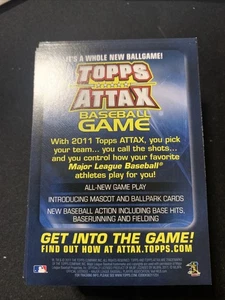 IT'S A WHOLE NEW BALLGAME!
TOPPS
ATTAX
BASEBALL
GAME
With 2011 Topps ATTAX, you pick
your team... you call the shots...
and you control how your favorite
Major League Baseball®
athletes play for you!
ALL-NEW GAME PLAY
INTRODUCING MASCOT AND BALLPARK CARDS
NEW BASEBALL ACTION INCLUDING BASE HITS,
BASERUNNING AND FIELDING
GET INTO THE GAME!
FIND OUT HOW AT ATTAX.TOPPS.COM